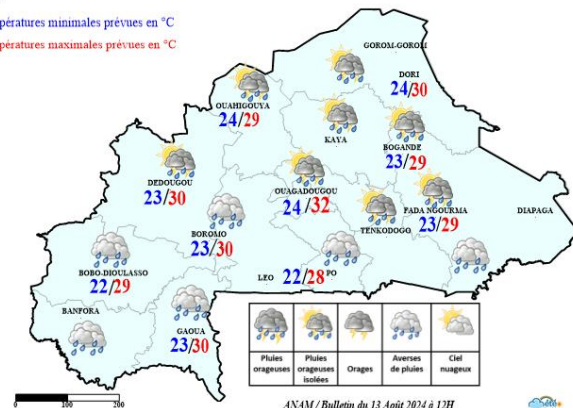 pératures minimales prévues en °C
pératures maximales prévues en °C
GOROM-GOROM
DORI
24/30
OUAHIGOUYA
24/29
KAYA
BOGANDE
23/29
DEDOUGOU
23/30
OUAGADOUGOU
24/32
TENKODOGO
FADA NGOURMA
23/29
DIAPAGA
BOROMO
23/30
BOBO-DIOULASSO
22/29
LEO
22/28
PO
BANFORA
GAOUA
23/30
Pluies orageuses
Pluies orageuses isolées
Orages
Averses de pluies
Ciel nuageux
0 100 200
ANAM / Bulletin du 13 Août 2024 à 12H